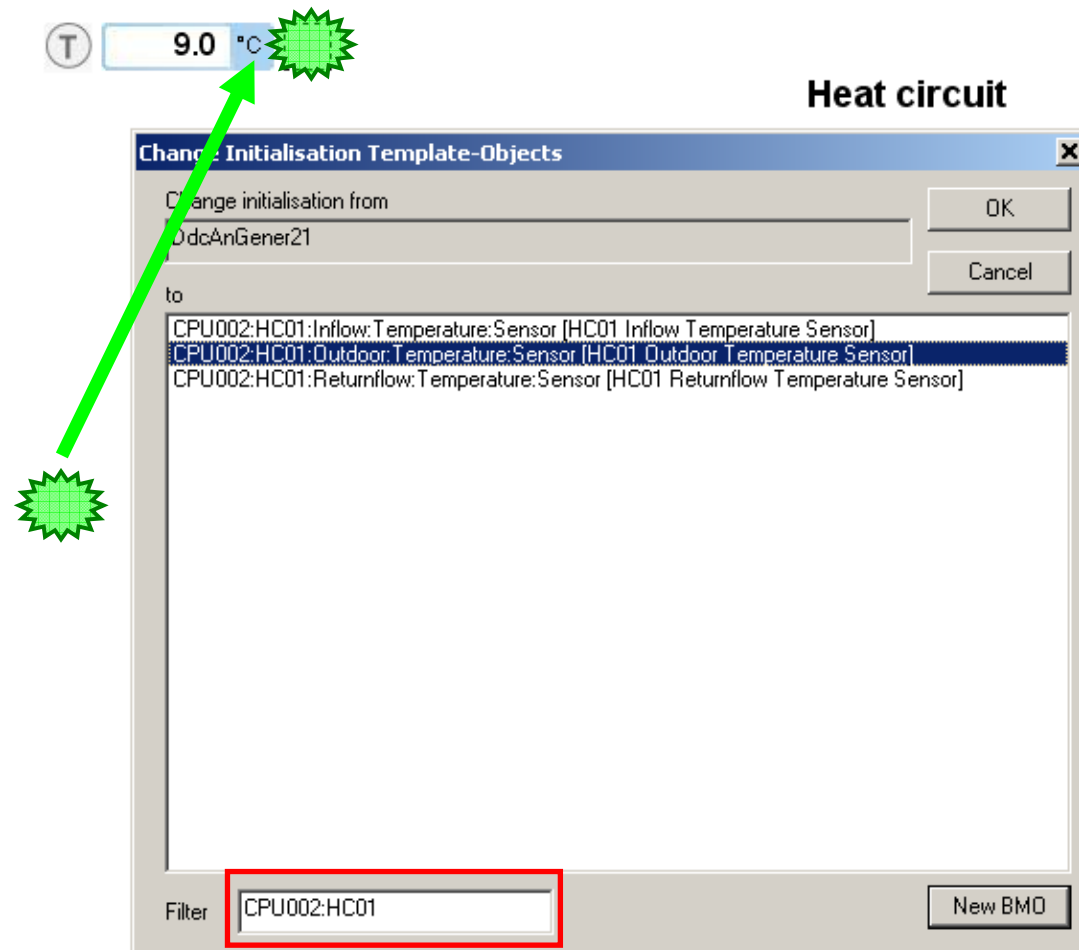 T 9.0 °C
Heat circuit
Change Initialisation Template-Objects
Change initialisation from
OK
DdcAnGener21
Cancel
to
CPU002:HC01:Inflow:Temperature:Sensor [HC01 Inflow Temperature Sensor]
CPU002:HC01:Outdoor:Temperature:Sensor [HC01 Outdoor Temperature Sensor]
CPU002:HC01:Returnflow:Temperature:Sensor [HC01 Returnflow Temperature Sensor]
Filter CPU002:HC01 New BMO